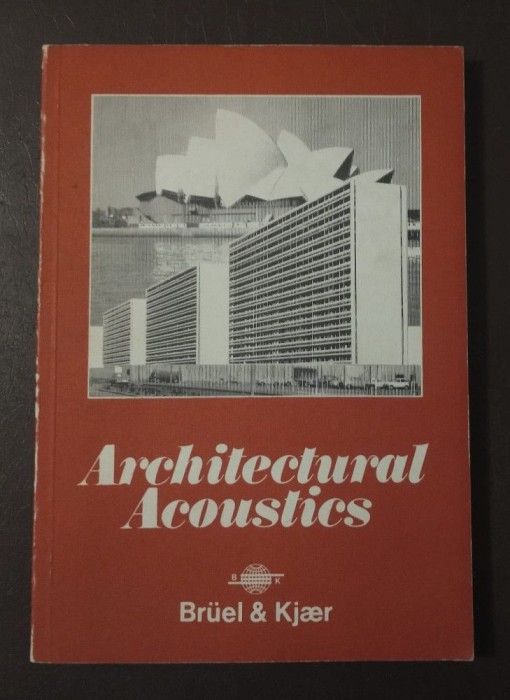 Architectural
Acoustics
B K
Brüel & Kjær